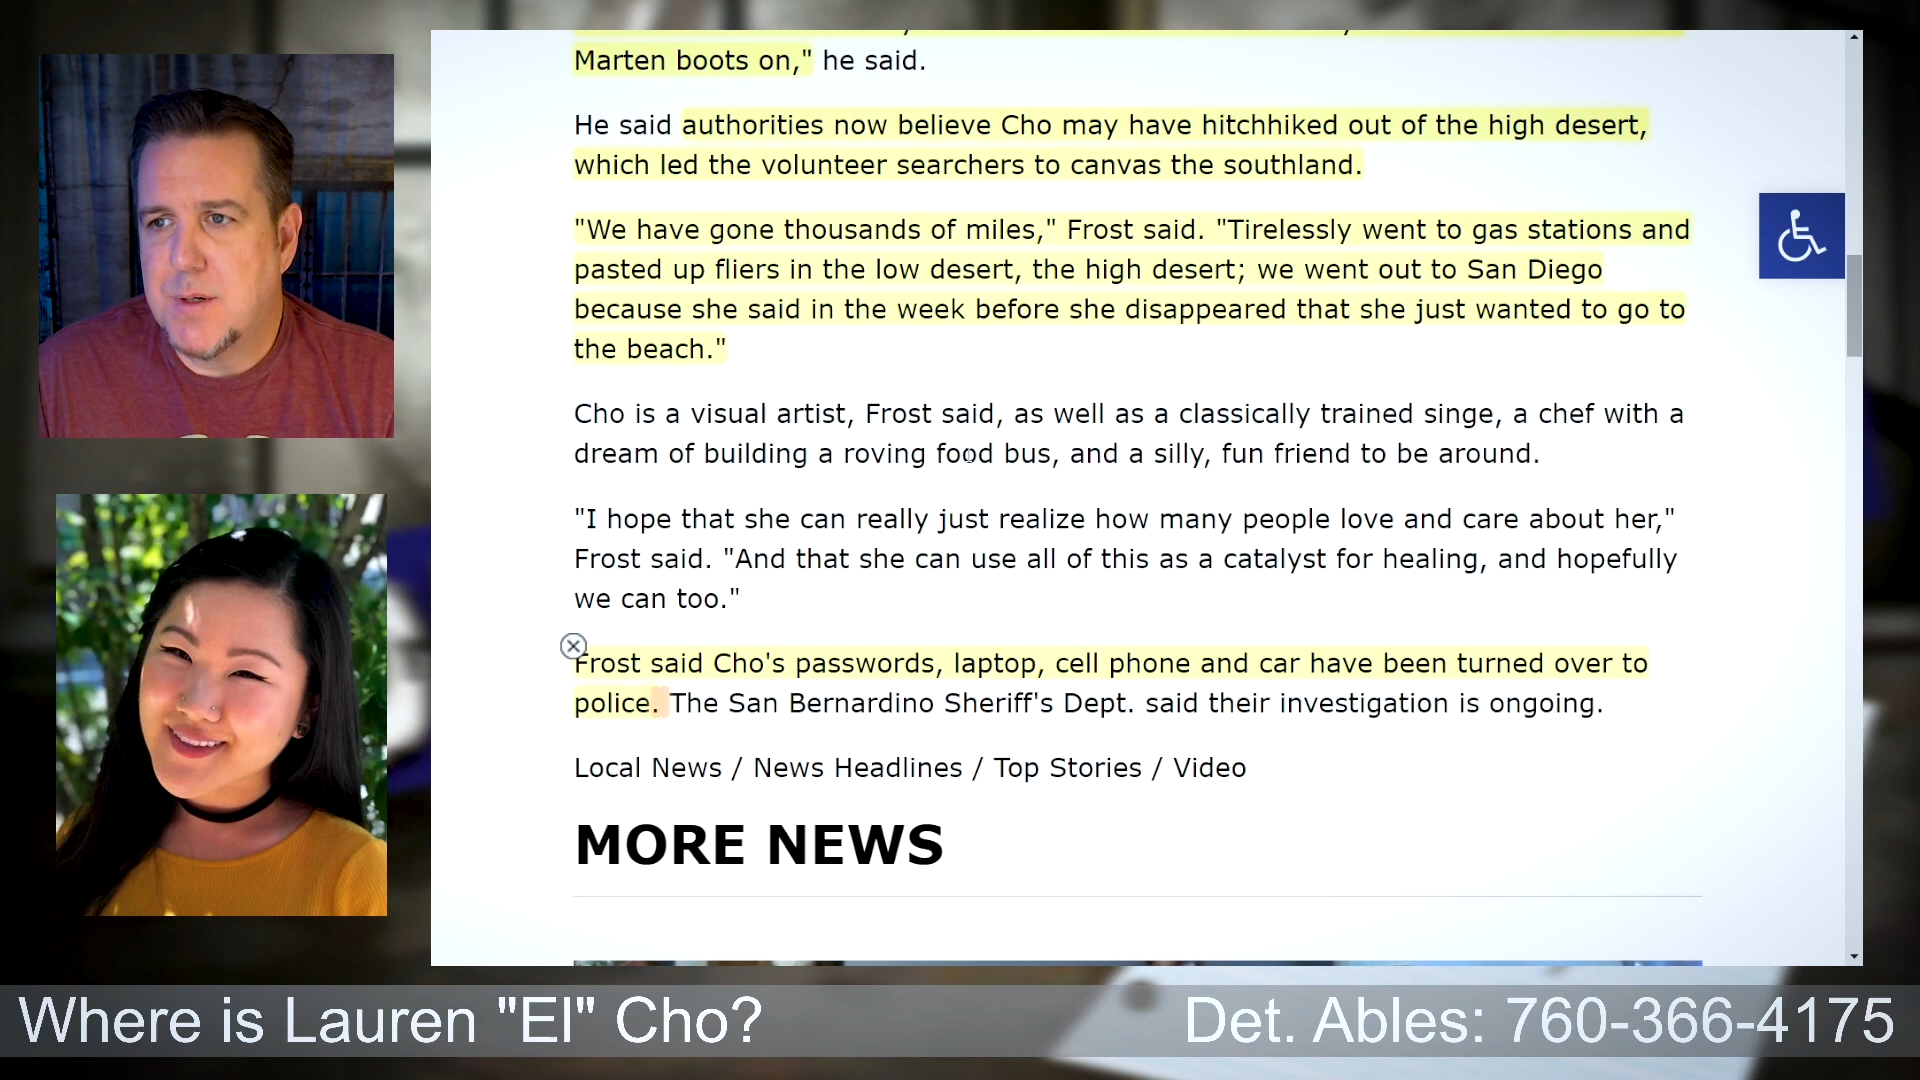 Marten boots on," he said.
He said authorities now believe Cho may have hitchhiked out of the high desert,
which led the volunteer searchers to canvas the southland.
"We have gone thousands of miles," Frost said. "Tirelessly went to gas stations and
pasted up fliers in the low desert, the high desert; we went out to San Diego
because she said in the week before she disappeared that she just wanted to go to
the beach."
Cho is a visual artist, Frost said, as well as a classically trained singe, a chef with a
dream of building a roving food bus, and a silly, fun friend to be around.
"I hope that she can really just realize how many people love and care about her,"
Frost said. "And that she can use all of this as a catalyst for healing, and hopefully
we can too."
Frost said Cho's passwords, laptop, cell phone and car have been turned over to
police. The San Bernardino Sheriff's Dept. said their investigation is ongoing.
Local News / News Headlines / Top Stories / Video
MORE NEWS
Where is Lauren "El" Cho?
Det. Ables: 760-366-4175